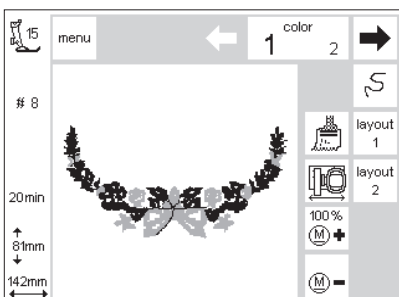 15
menu
color
1 2
# 8
layout
1
layout
2
20min
81mm
142mm
100%
M +
M -